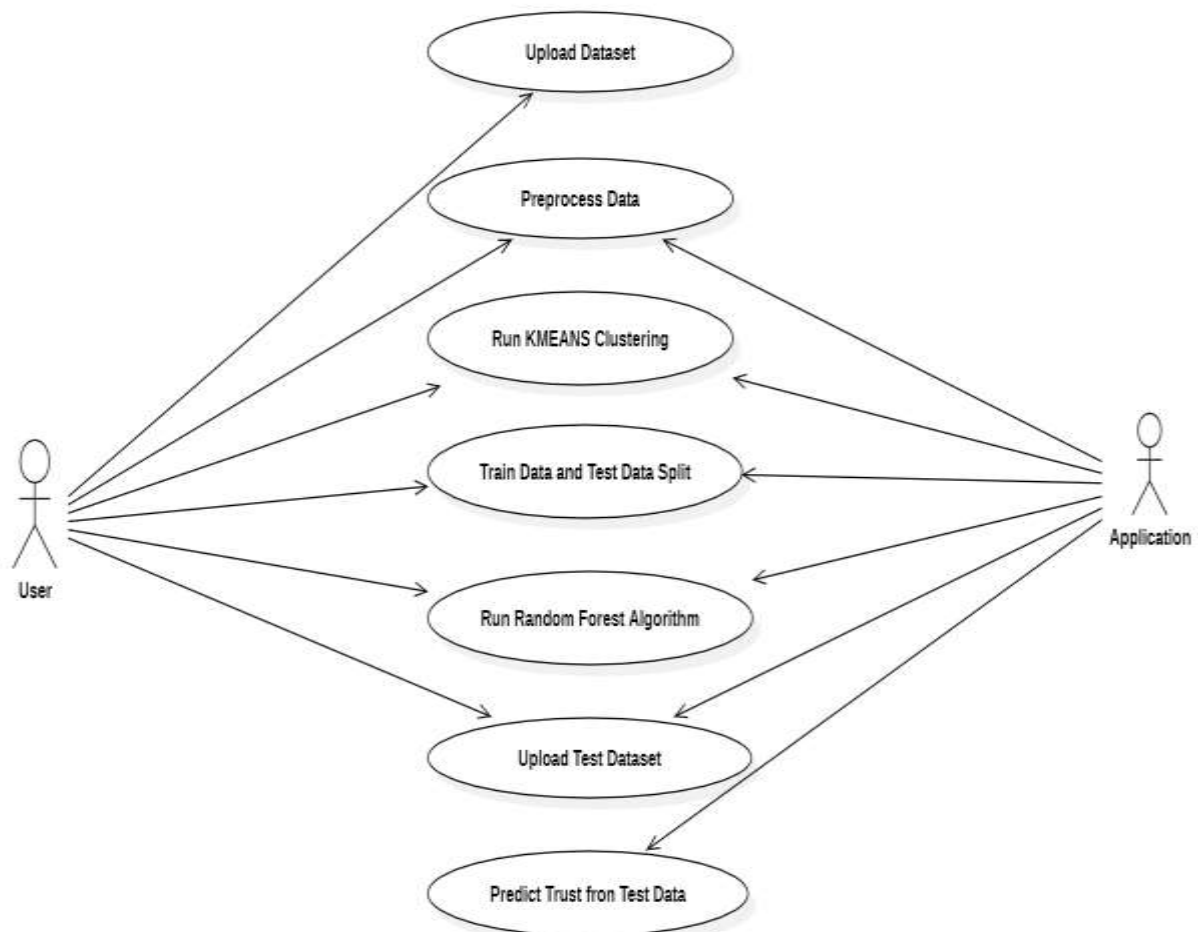 Upload Dataset
Preprocess Data
Run KMEANS Clustering
Train Data and Test Data Split
Application
User
Run Random Forest Algorithm
Upload Test Dataset
Predict Trust fron Test Data